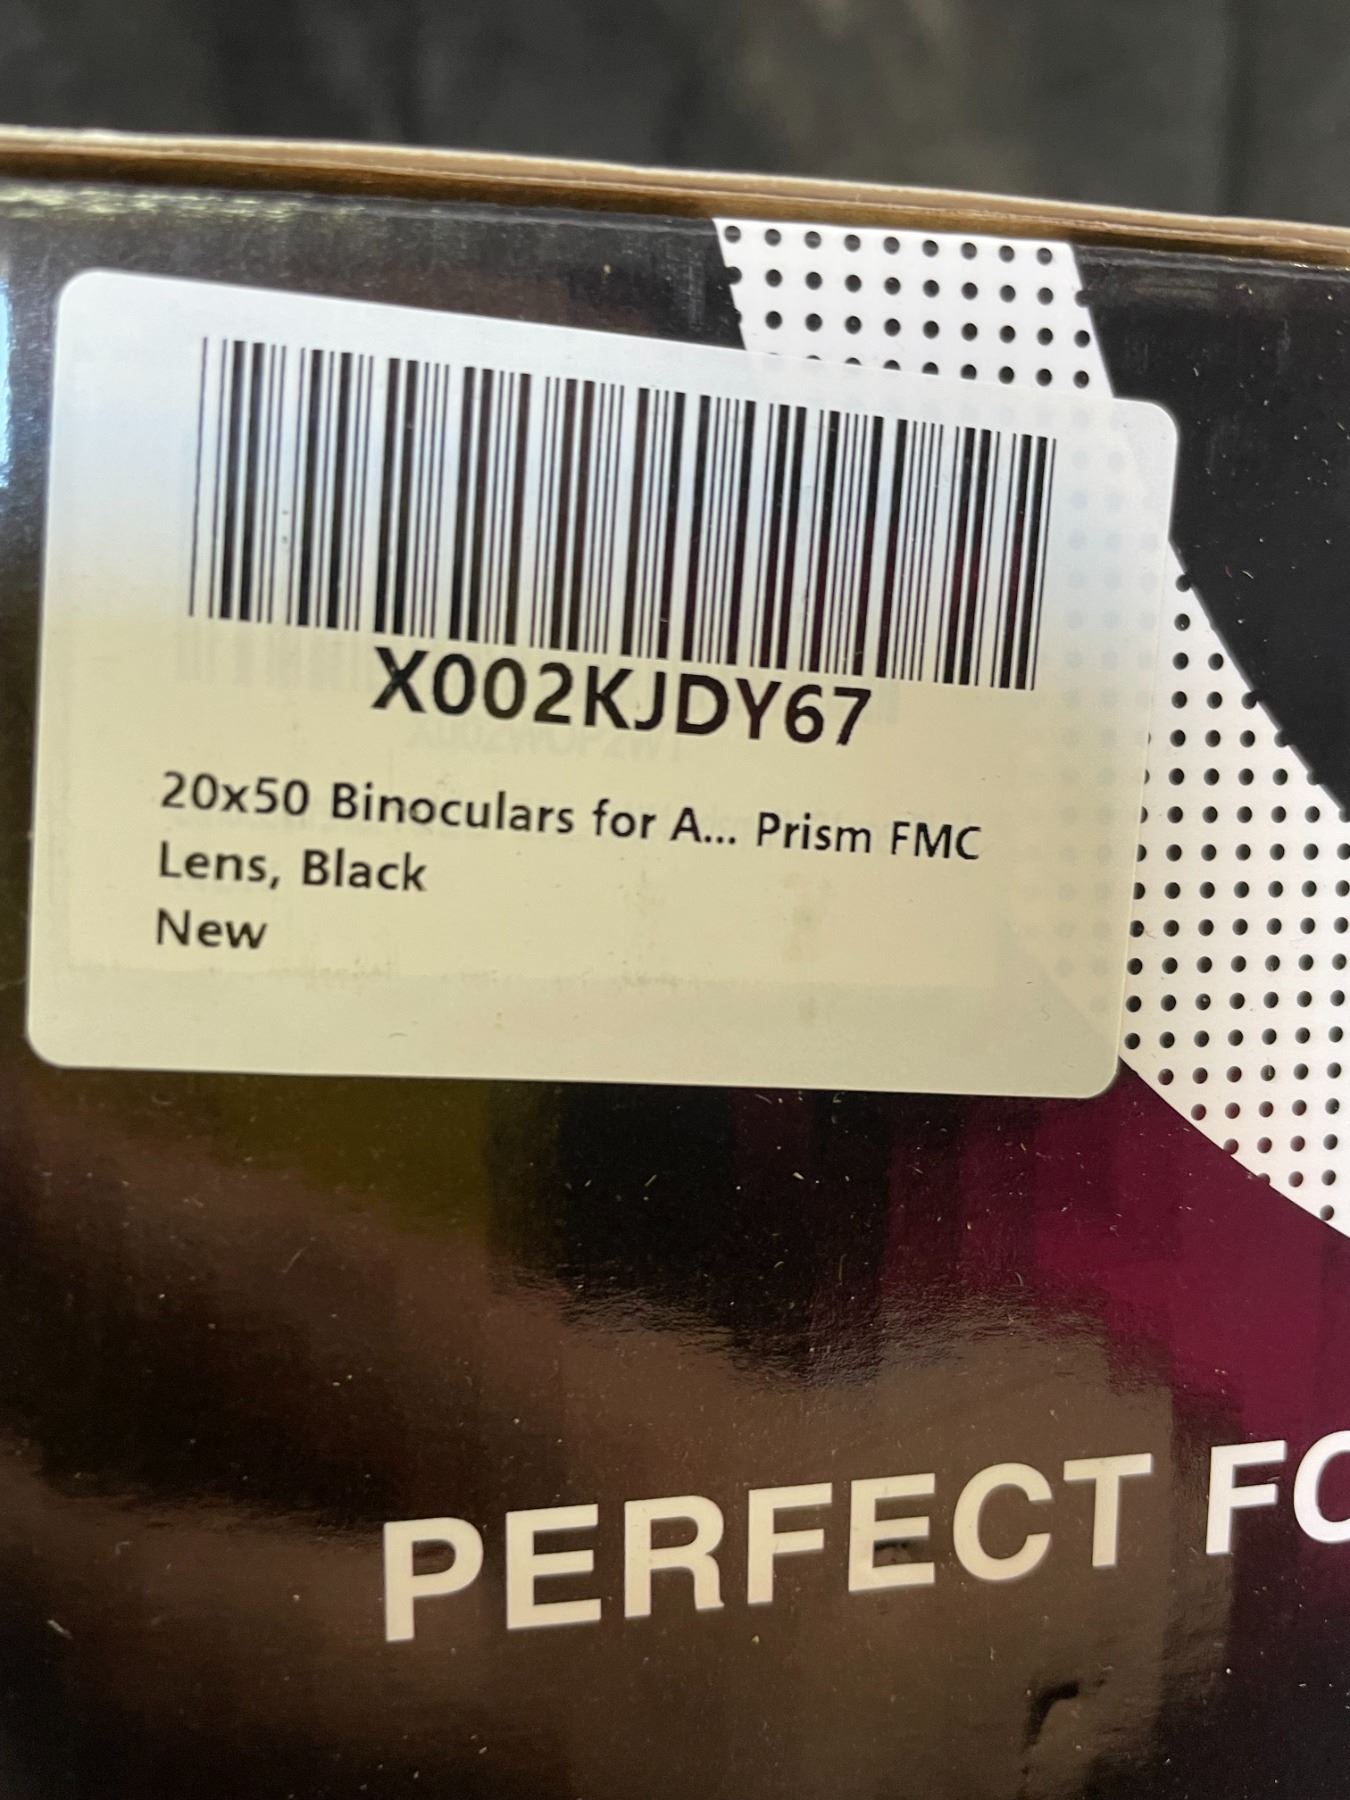 X002KJDY67
20x50 Binoculars for A... Prism FMC
Lens, Black
New
PERFECT FO